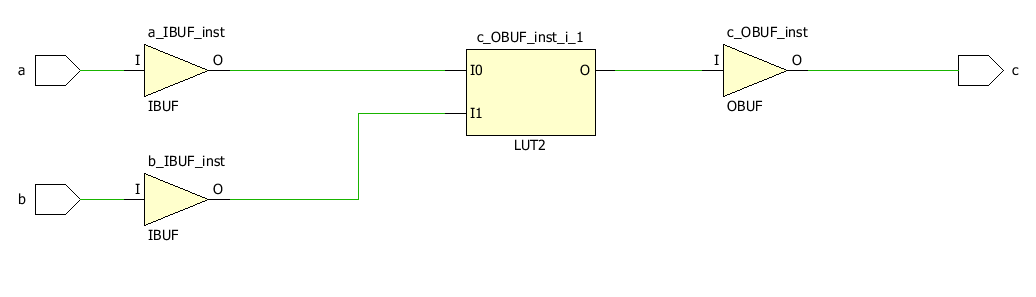 a_IBUF_inst
c_OBUF_inst_i_1
c_OBUF_inst
a
I
O
I0
O
I
O
c
IBUF
I1
OBUF
LUT2
b_IBUF_inst
b
I
O
IBUF